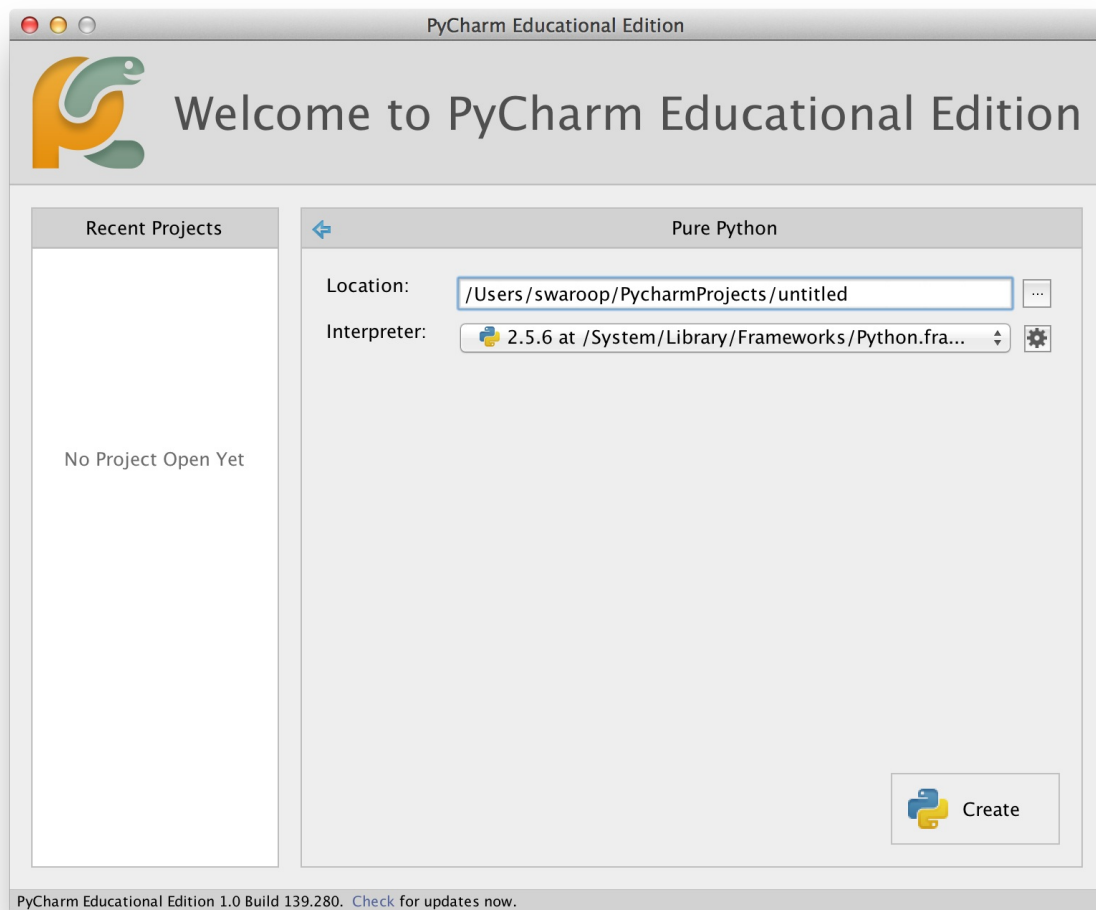 PyCharm Educational Edition
Welcome to PyCharm Educational Edition
Recent Projects
No Project Open Yet
Pure Python
Location:
/Users/swaroop/PycharmProjects/untitled
...
Interpreter:
2.5.6 at /System/Library/Frameworks/Python.fra...
Create
PyCharm Educational Edition 1.0 Build 139.280. Check for updates now.